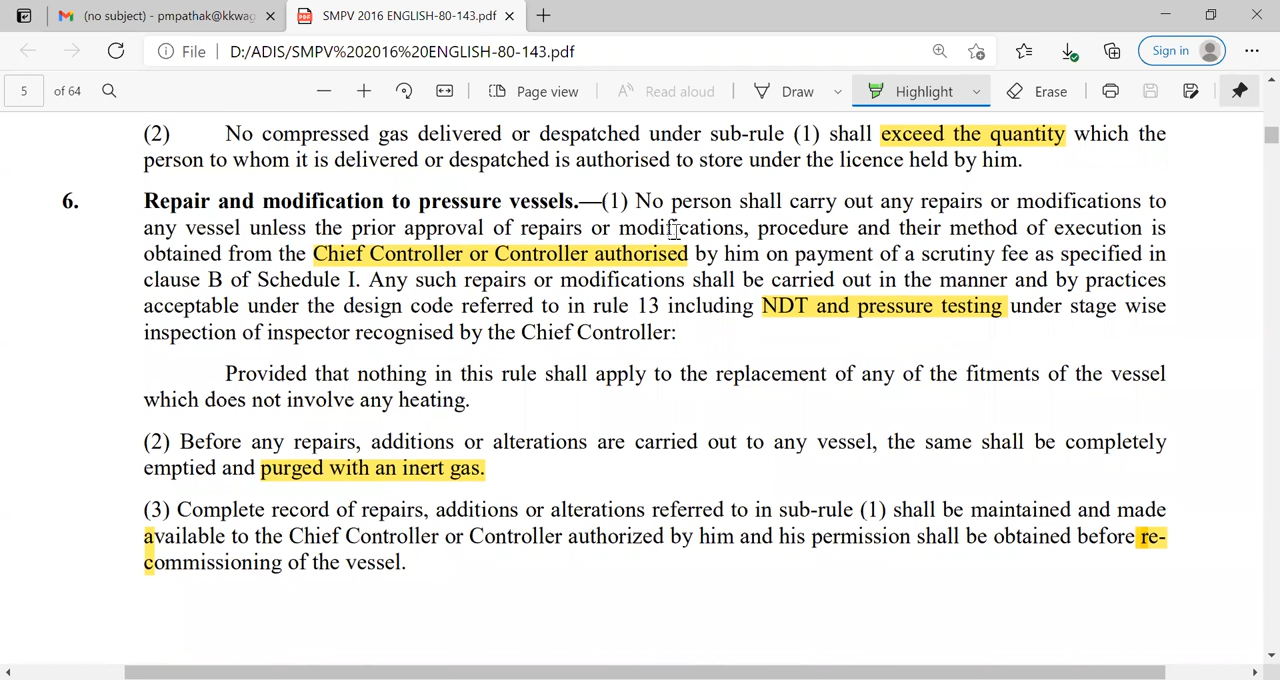 (no subject) - pmpathak@kkwag
SMPV 2016 ENGLISH-80-143.pdf
File
D:/ADIS/SMPV%202016%20ENGLISH-80-143.pdf
Sign in
5 of 64
Page view
Read aloud
Draw
Highlight
Erase
(2) No compressed gas delivered or despatched under sub-rule (1) shall exceed the quantity which the
person to whom it is delivered or despatched is authorised to store under the licence held by him.
6. Repair and modification to pressure vessels.—(1) No person shall carry out any repairs or modifications to
any vessel unless the prior approval of repairs or modifications, procedure and their method of execution is
obtained from the Chief Controller or Controller authorised by him on payment of a scrutiny fee as specified in
clause B of Schedule I. Any such repairs or modifications shall be carried out in the manner and by practices
acceptable under the design code referred to in rule 13 including NDT and pressure testing under stage wise
inspection of inspector recognised by the Chief Controller:
Provided that nothing in this rule shall apply to the replacement of any of the fitments of the vessel
which does not involve any heating.
(2) Before any repairs, additions or alterations are carried out to any vessel, the same shall be completely
emptied and purged with an inert gas.
(3) Complete record of repairs, additions or alterations referred to in sub-rule (1) shall be maintained and made
available to the Chief Controller or Controller authorized by him and his permission shall be obtained before re-
commissioning of the vessel.